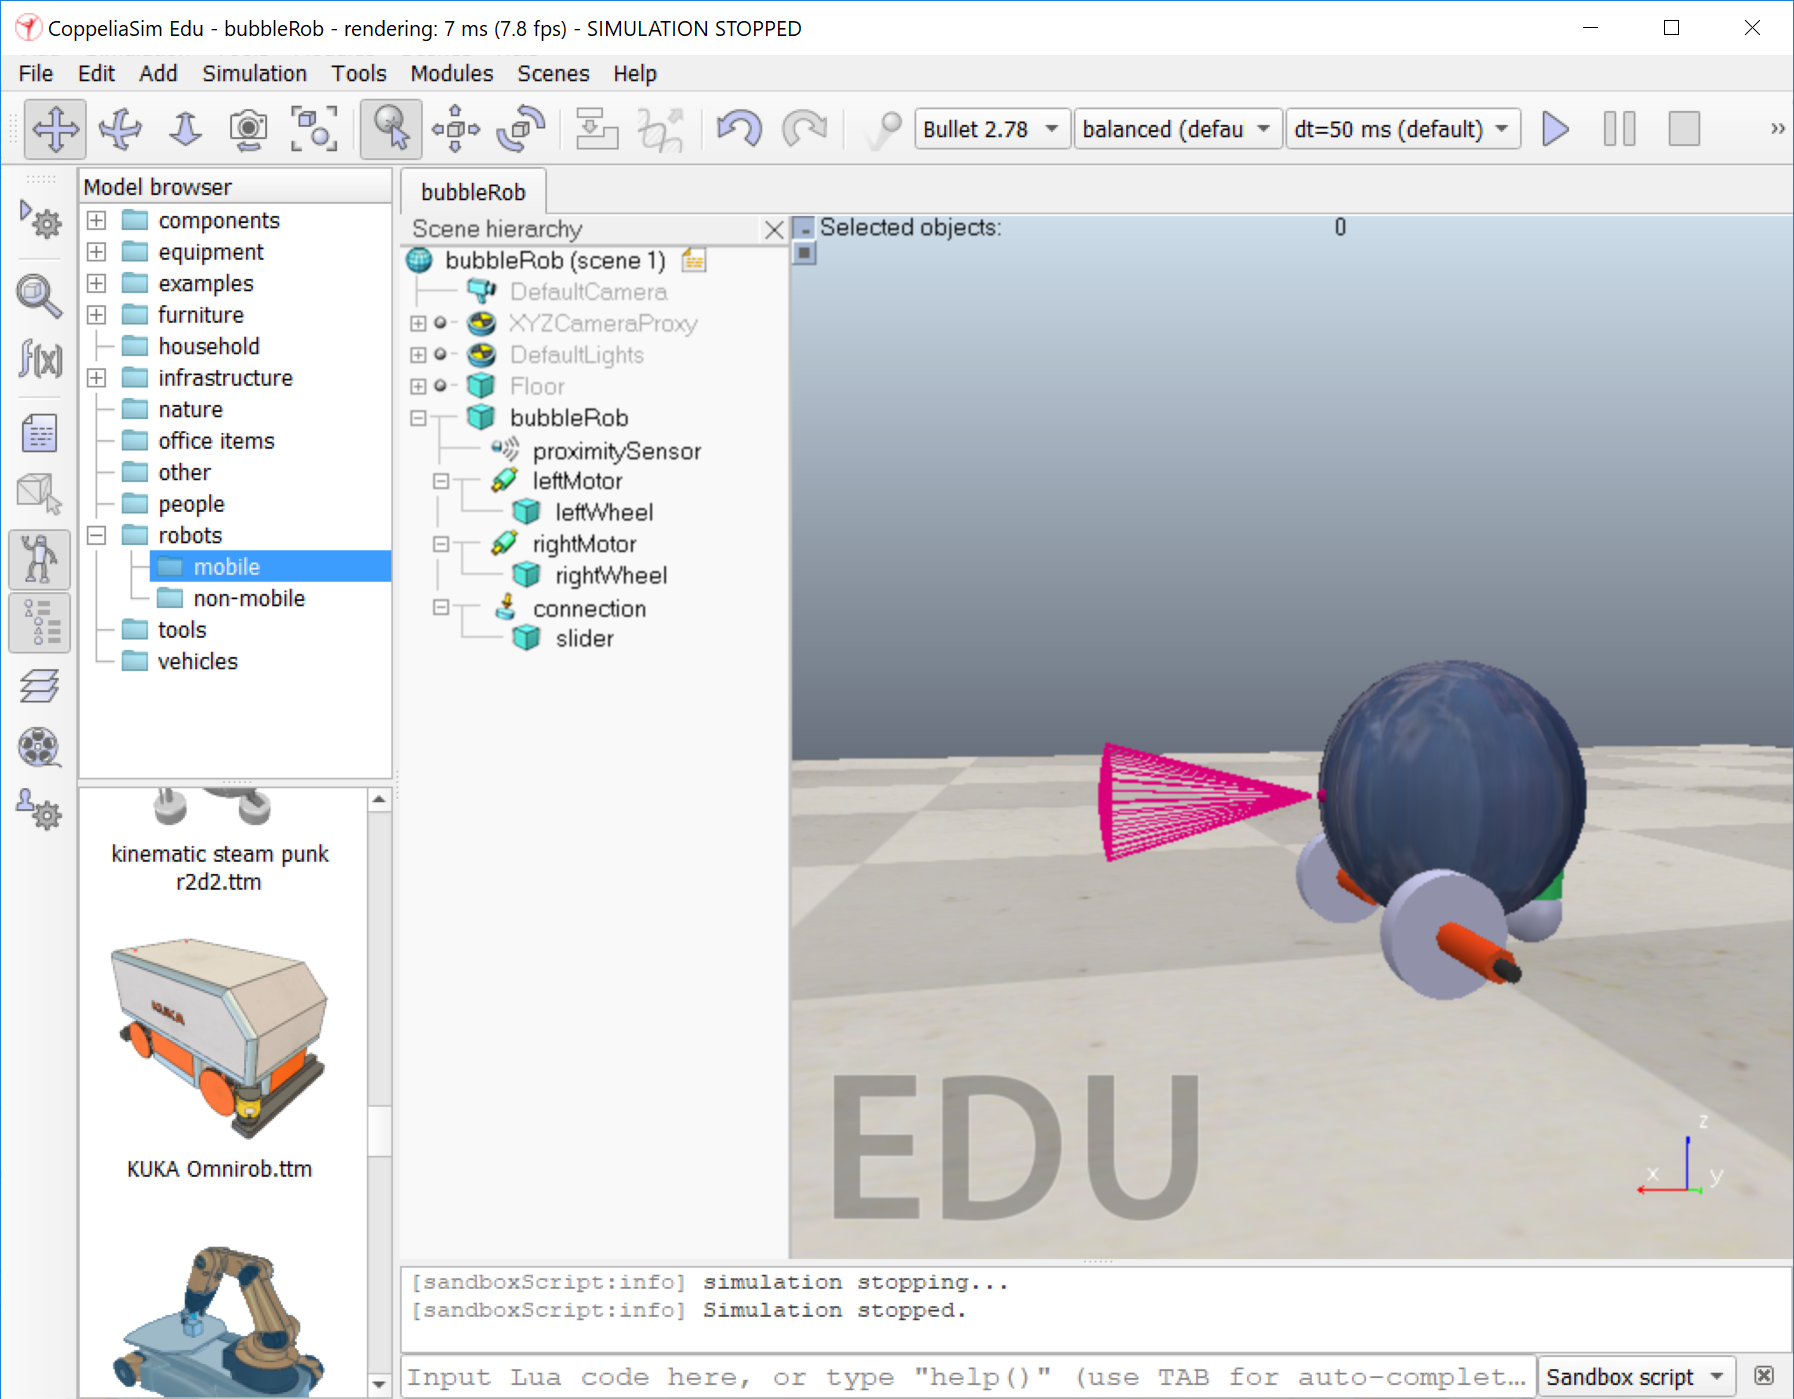 CoppeliaSim Edu - bubbleRob - rendering: 7 ms (7.8 fps) - SIMULATION STOPPED
File Edit Add Simulation Tools Modules Scenes Help
Bullet 2.78 balanced (defau dt=50 ms (default) »
f(x)
Model browser
components
equipment
examples
furniture
household
infrastructure
nature
office items
other
people
robots
mobile
non-mobile
tools
vehicles
kinematic steam punk
r2d2.ttm
KUKA
KUKA Omnirob.ttm
bubbleRob
Scene hierarchy
bubbleRob (scene 1)
DefaultCamera
XYZCameraProxy
DefaultLights
Floor
bubbleRob
proximitySensor
leftMotor
leftWheel
rightMotor
rightWheel
connection
slider
Selected objects: 0
EDU
z
x y
[sandboxScript:info] simulation stopping...
[sandboxScript:info] Simulation stopped.
Input Lua code here, or type "help()" (use TAB for auto-complet... Sandbox script